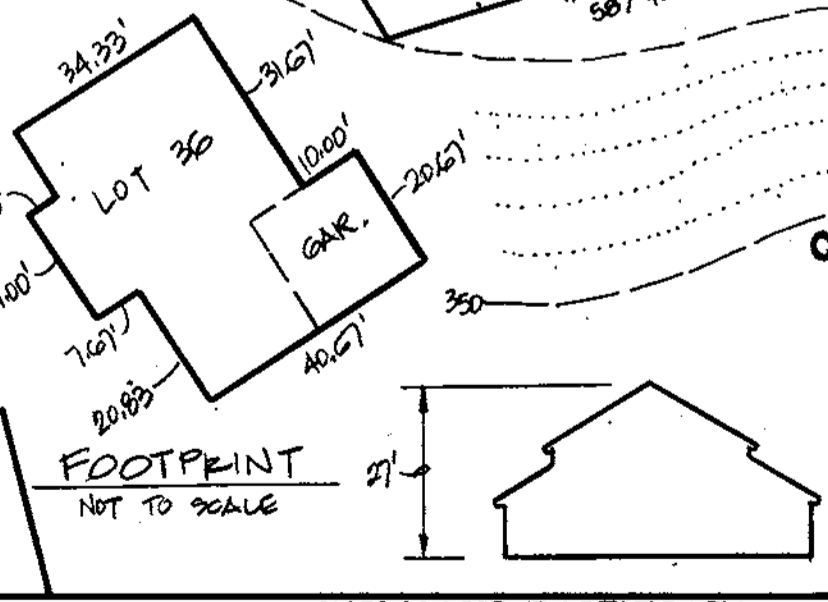 34.33'
31.67'
LOT 36
10.00'
20.67'
GAR.
7.67'
20.83
40.67'
350
FOOTPRINT
NOT TO SCALE
27'